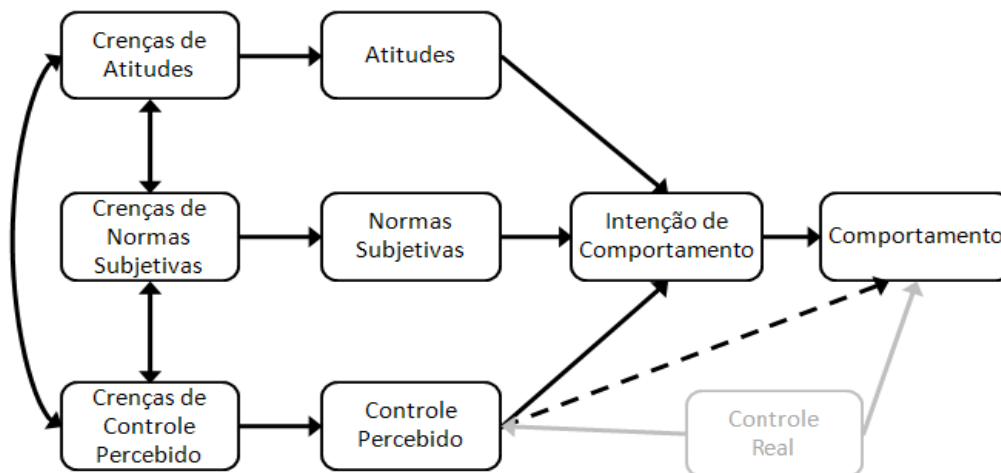 Crenças de
Atitudes
Atitudes
Crenças de
Normas
Subjetivas
Normas
Subjetivas
Intenção de
Comportamento
Comportamento
Crenças de
Controle
Percebido
Controle
Percebido
Controle
Real